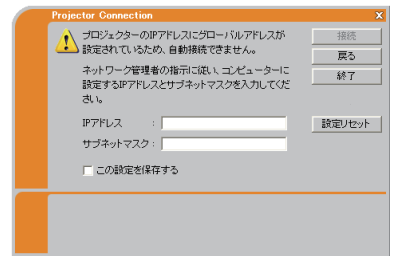 Projector Connection
プロジェクターのIPアドレスにグローバルアドレスが
設定されているため、自動接続できません。
ネットワーク管理者の指示に従い、コンピューターに
設定するIPアドレスとサブネットマスクを入力してくだ
さい。
IPアドレス :
サブネットマスク :
この設定を保存する
接続
戻る
終了
設定リセット